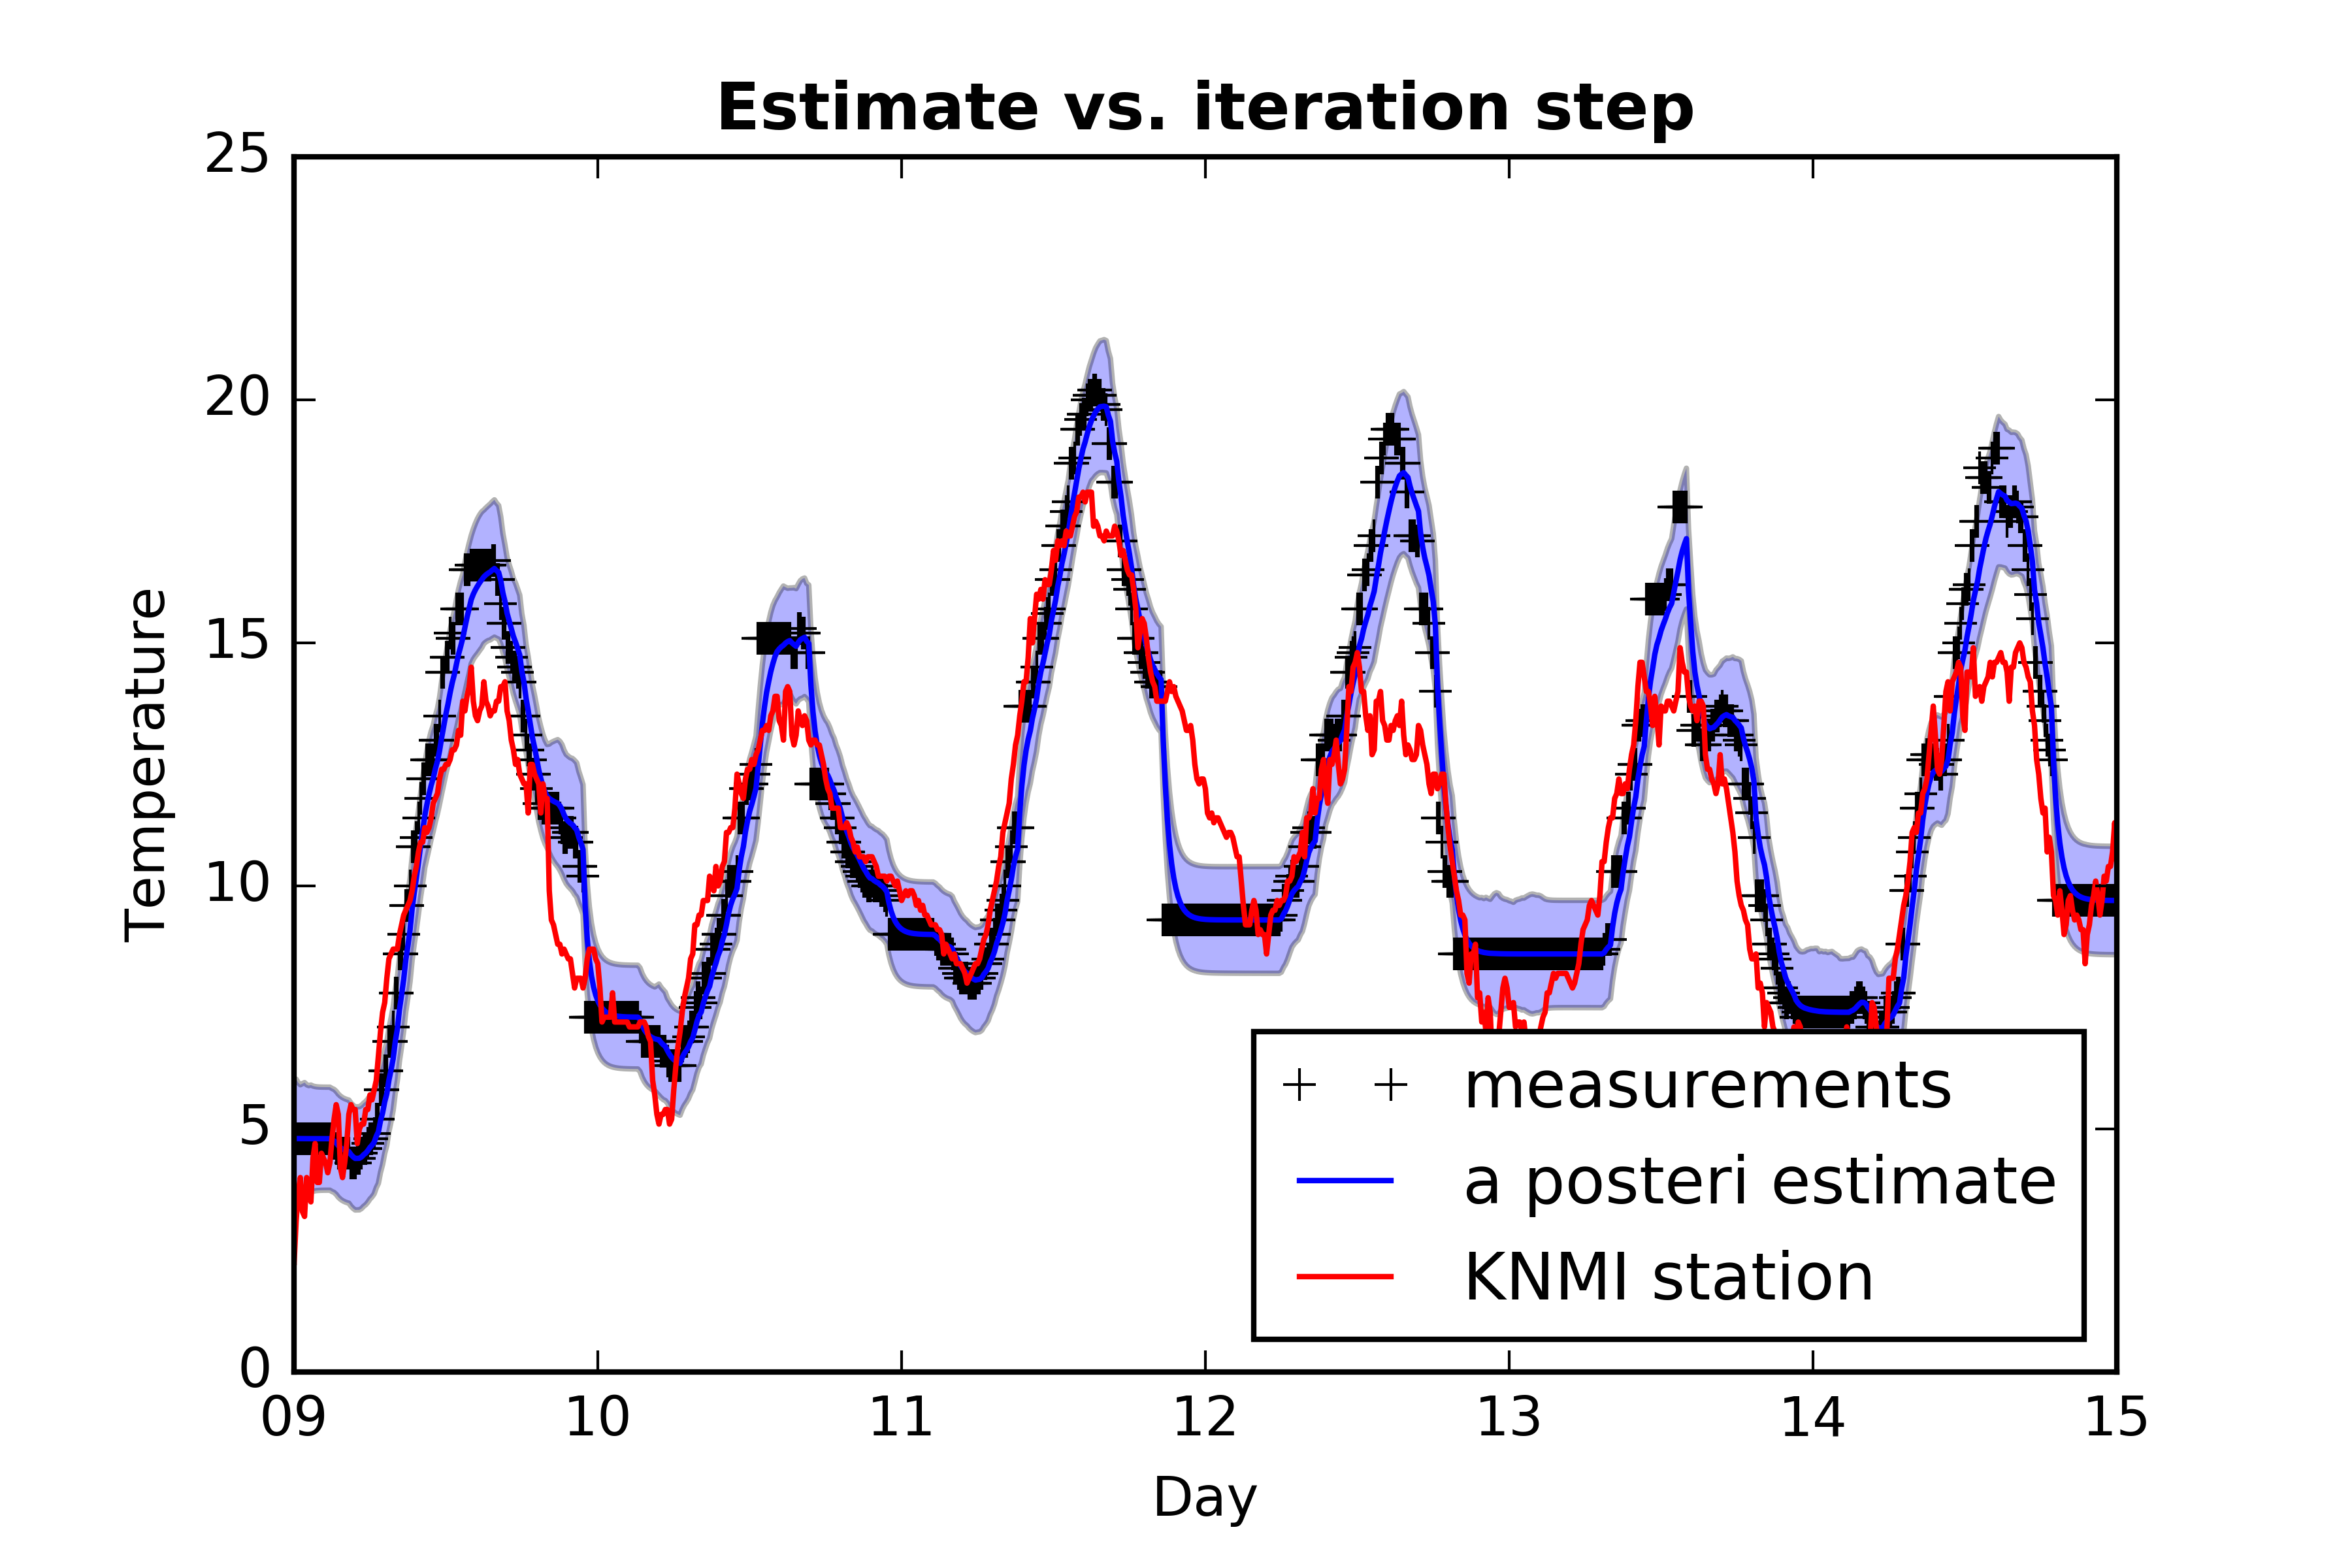 Estimate vs. iteration step
25
20
15
10
5
0
Temperature
measurements
a posteri estimate
KNMI station
09 10 11 12 13 14 15
Day